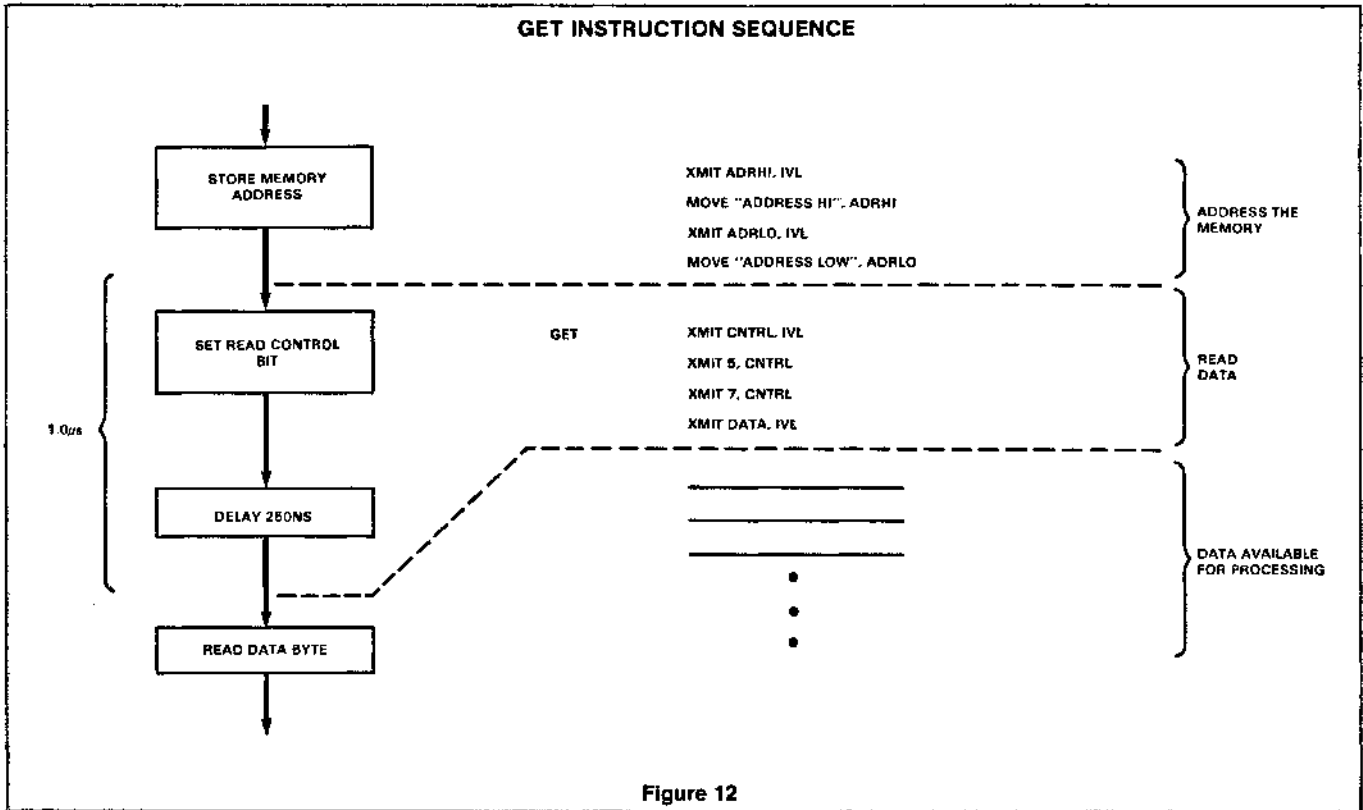 GET INSTRUCTION SEQUENCE
STORE MEMORY
ADDRESS
XMIT ADRHI, IVL
MOVE "ADDRESS HI", ADRHI
XMIT ADRLO, IVL
MOVE "ADDRESS LOW", ADRLO
ADDRESS THE
MEMORY
1.0µs
SET READ CONTROL
BIT
GET
XMIT CNTRL, IVL
XMIT 5, CNTRL
XMIT 7, CNTRL
XMIT DATA, IVL
READ
DATA
DELAY 250NS
READ DATA BYTE
DATA AVAILABLE
FOR PROCESSING
Figure 12